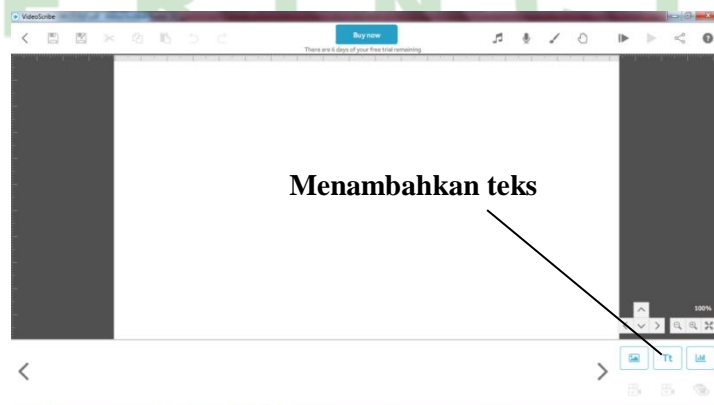 VideoScribe
Buy now
There are 6 days of your free trial remaining.
Menambahkan teks
100%
Tt